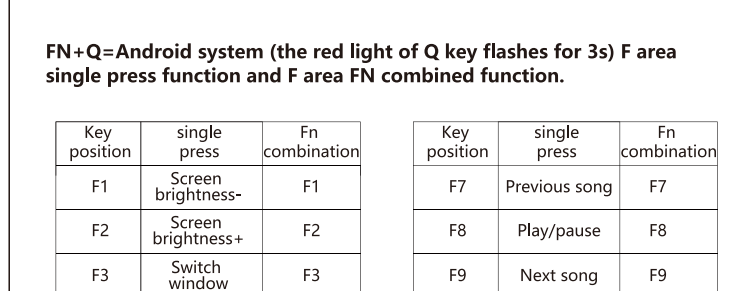 FN+Q=Android system (the red light of Q key flashes for 3s) F area
single press function and F area FN combined function.
Key position single press Fn combination
F1 Screen brightness- F1
F2 Screen brightness+ F2
F3 Switch window F3
Key position single press Fn combination
F7 Previous song F7
F8 Play/pause F8
F9 Next song F9